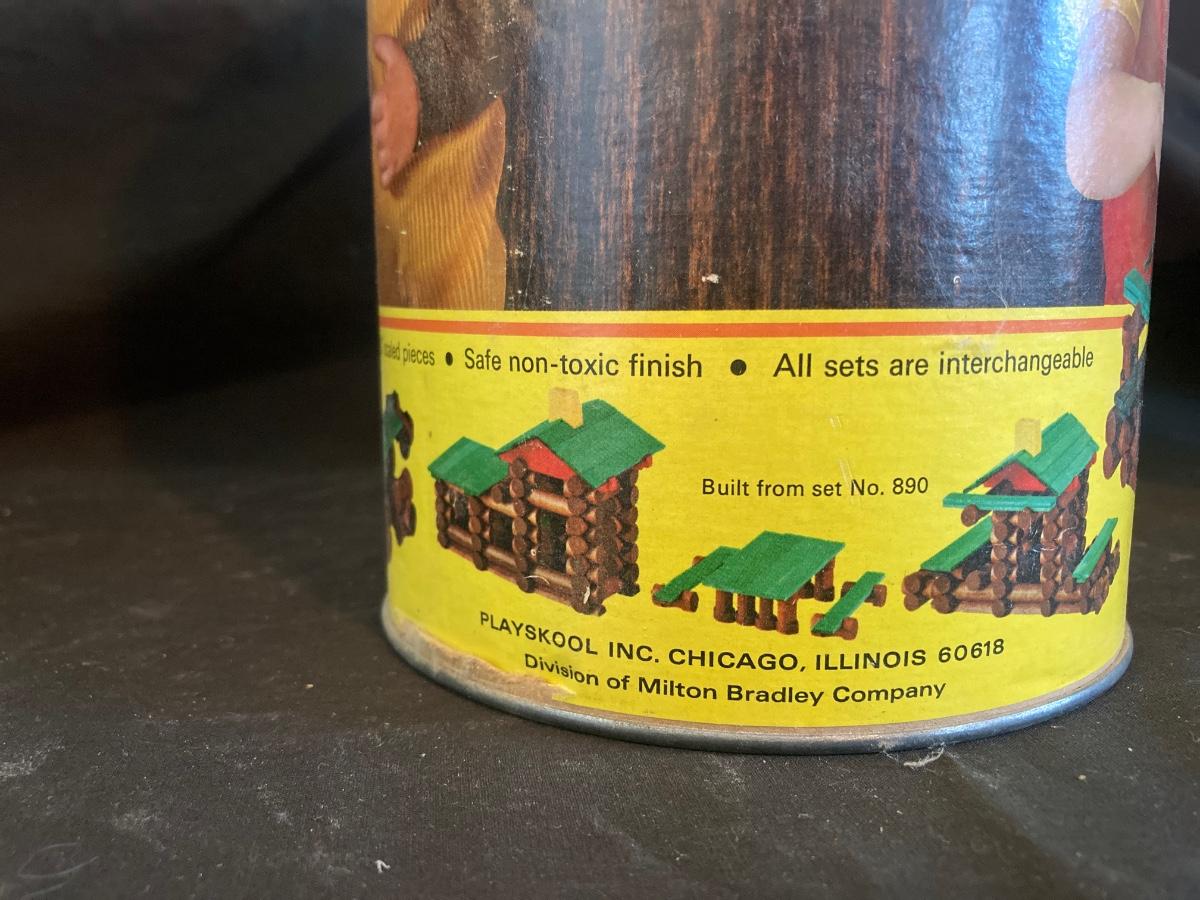 pieces • Safe non-toxic finish • All sets are interchangeable
Built from set No. 890
PLAYSKOOL INC. CHICAGO, ILLINOIS 60618
Division of Milton Bradley Company